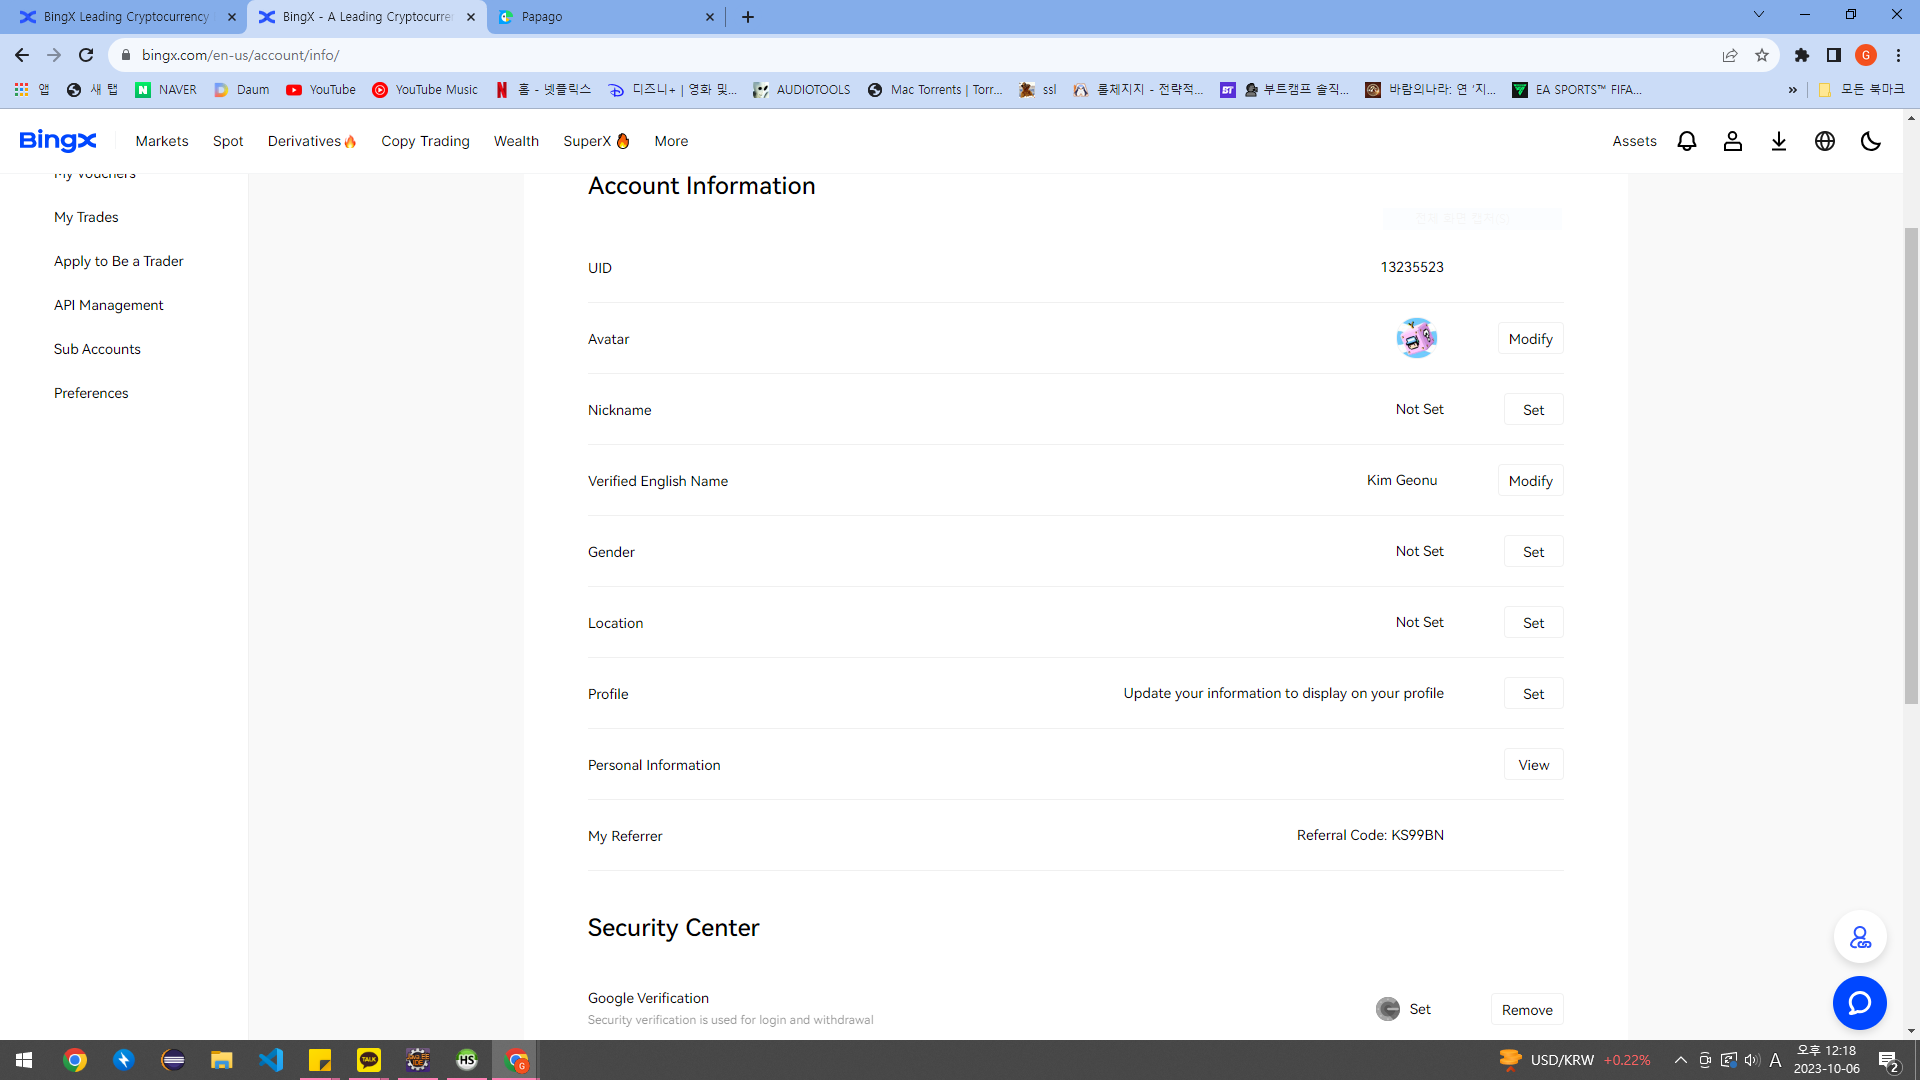 BingX Leading Cryptocurrency
BingX - A Leading Cryptocurrer
Papago
bingx.com/en-us/account/info/
앱
새 탭
NAVER
Daum
YouTube
YouTube Music
홈 - 넷플릭스
디즈니+ | 영화 및...
AUDIOTOOLS
Mac Torrents | Torr...
ssl
롤체지지 - 전략적...
부트캠프 솔직...
바람의나라: 연 '지...
EA SPORTS™ FIFA...
»
모든 북마크
BingX
Markets
Spot
Derivatives
Copy Trading
Wealth
SuperX
More
Assets
My Vouchers
My Trades
Apply to Be a Trader
API Management
Sub Accounts
Preferences
Account Information
UID
13235523
Avatar
Modify
Nickname
Not Set
Set
Verified English Name
Kim Geonu
Modify
Gender
Not Set
Set
Location
Not Set
Set
Profile
Update your information to display on your profile
Set
Personal Information
View
My Referrer
Referral Code: KS99BN
Security Center
Google Verification
Security verification is used for login and withdrawal
Set
Remove
USD/KRW +0.22%
A
오후 12:18
2023-10-06
2